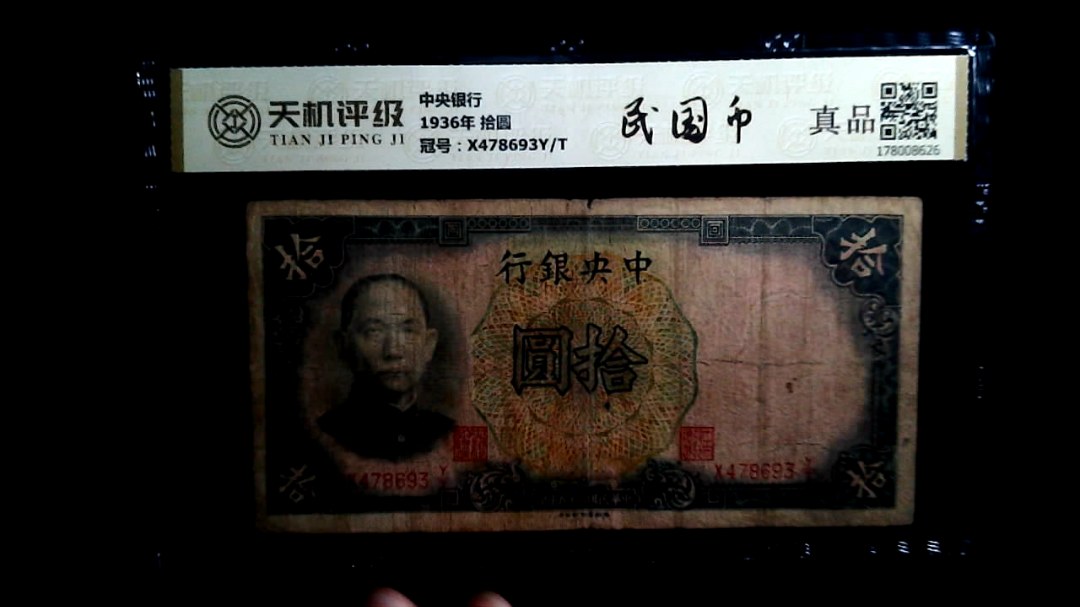 天机评级
TIAN JI PING JI
中央银行
1936年 拾圆
冠号：X478693Y/T
民国币
真品
178008626
拾
拾
行銀央中
圓拾
X478693 Y/T
X478693 Y/T
拾
拾